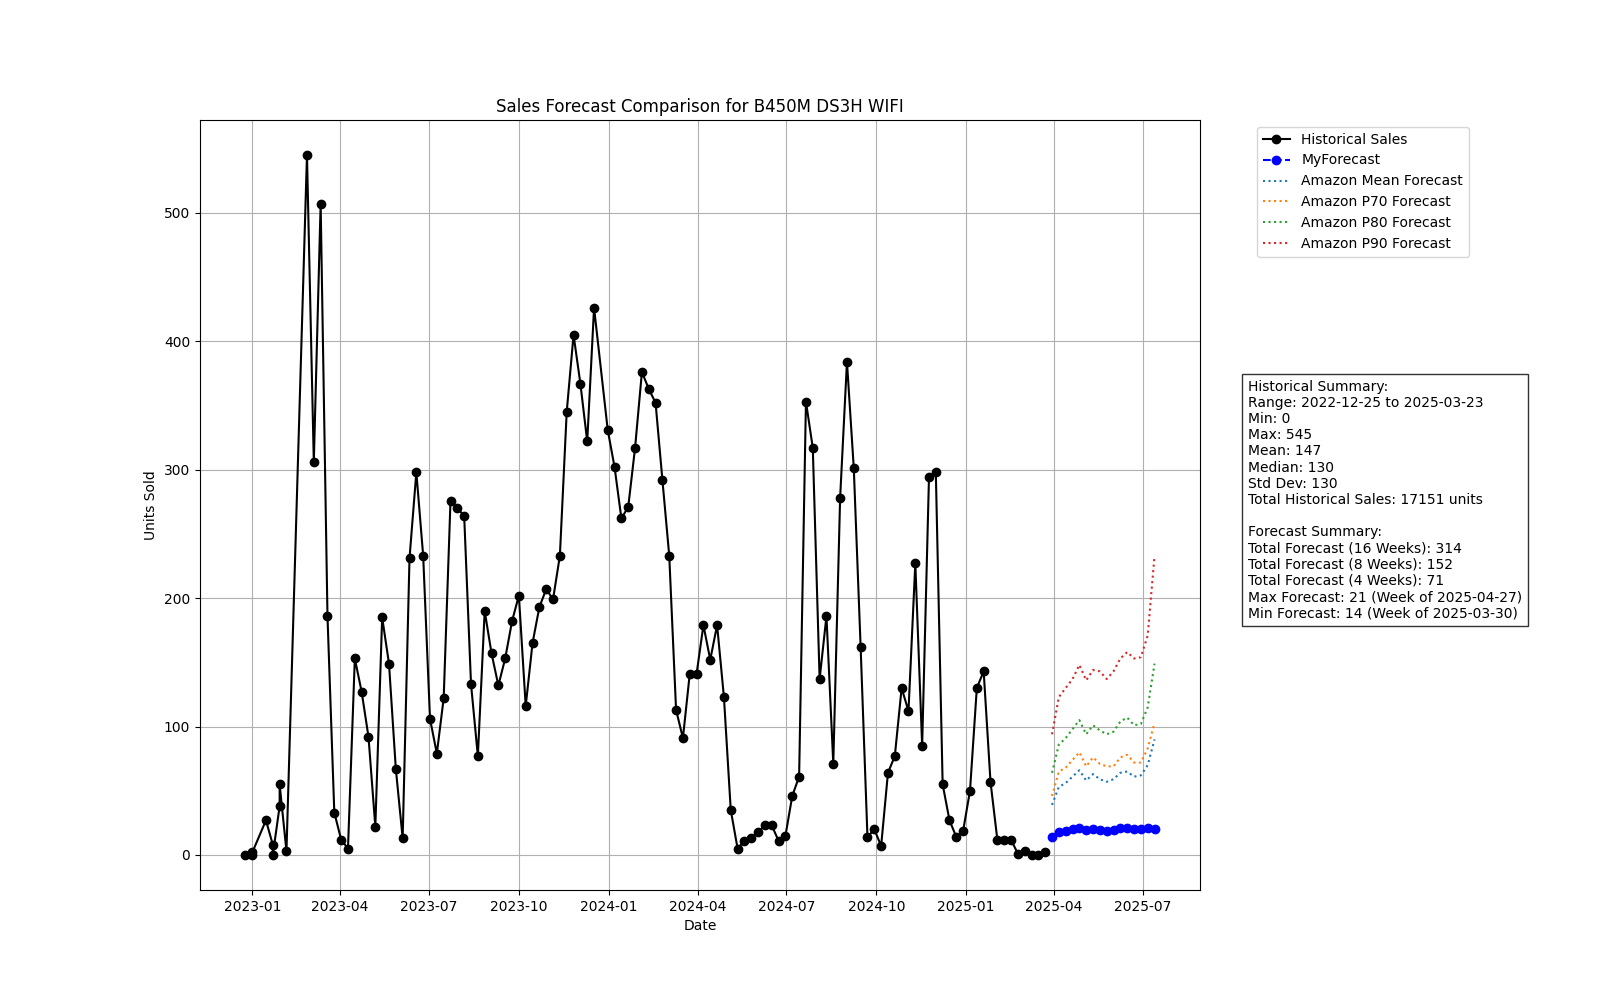 Sales Forecast Comparison for B450M DS3H WIFI
Historical Sales
MyForecast
Amazon Mean Forecast
Amazon P70 Forecast
Amazon P80 Forecast
Amazon P90 Forecast
Units Sold
500
400
300
200
100
0
Historical Summary:
Range: 2022-12-25 to 2025-03-23
Min: 0
Max: 545
Mean: 147
Median: 130
Std Dev: 130
Total Historical Sales: 17151 units
Forecast Summary:
Total Forecast (16 Weeks): 314
Total Forecast (8 Weeks): 152
Total Forecast (4 Weeks): 71
Max Forecast: 21 (Week of 2025-04-27)
Min Forecast: 14 (Week of 2025-03-30)
2023-01 2023-04 2023-07 2023-10 2024-01 2024-04 2024-07 2024-10 2025-01 2025-04 2025-07
Date